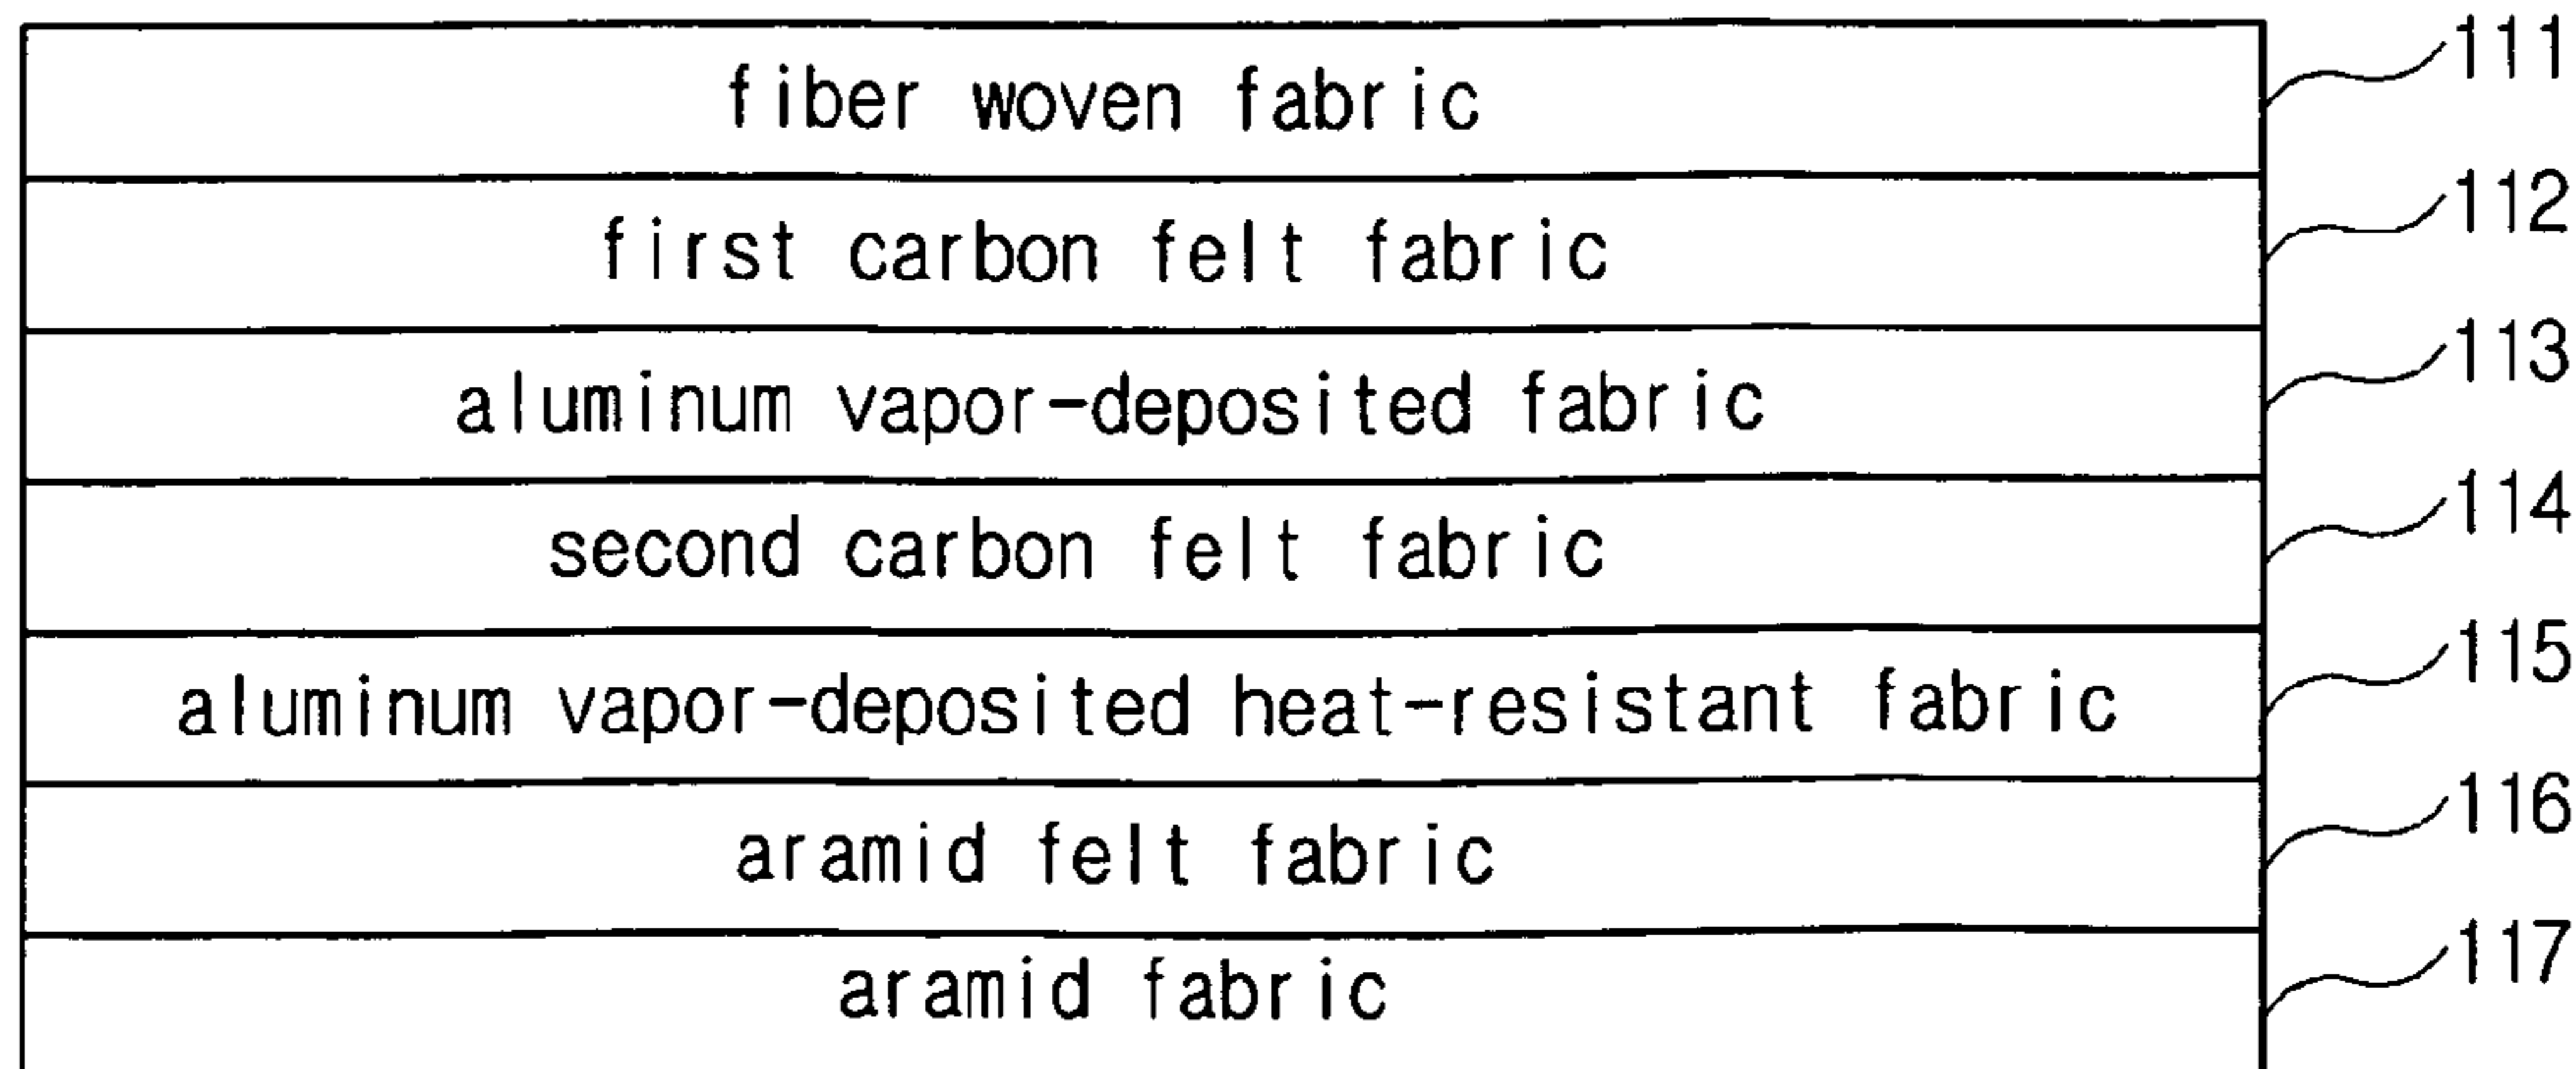 fiber woven fabric 111
first carbon felt fabric 112
aluminum vapor-deposited fabric 113
second carbon felt fabric 114
aluminum vapor-deposited heat-resistant fabric 115
aramid felt fabric 116
aramid fabric 117